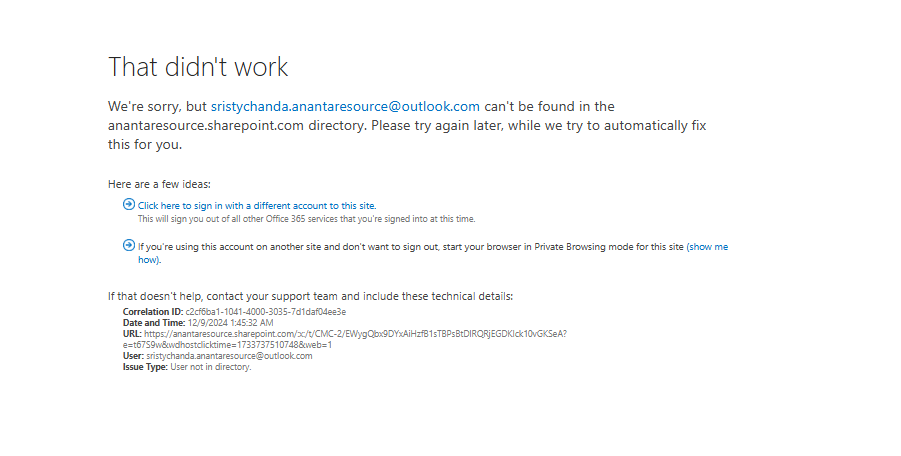 That didn't work
We're sorry, but sristychanda.anantaresource@outlook.com can't be found in the
anantaresource.sharepoint.com directory. Please try again later, while we try to automatically fix
this for you.
Here are a few ideas:
Click here to sign in with a different account to this site.
This will sign you out of all other Office 365 services that you're signed into at this time.
If you're using this account on another site and don't want to sign out, start your browser in Private Browsing mode for this site (show me
how).
If that doesn't help, contact your support team and include these technical details:
Correlation ID: c2cf6ba1-1041-4000-3035-7d1daf04ee3e
Date and Time: 12/9/2024 1:45:32 AM
URL: https://anantaresource.sharepoint.com/:x:/t/CMC-2/EWygQbx9DYxAiHzfB1sTBPsBtDlRQRjEGDKlck10vGKSeA?
e=t67S9w&wdhostclicktime=1733737510748&web=1
User: sristychanda.anantaresource@outlook.com
Issue Type: User not in directory.